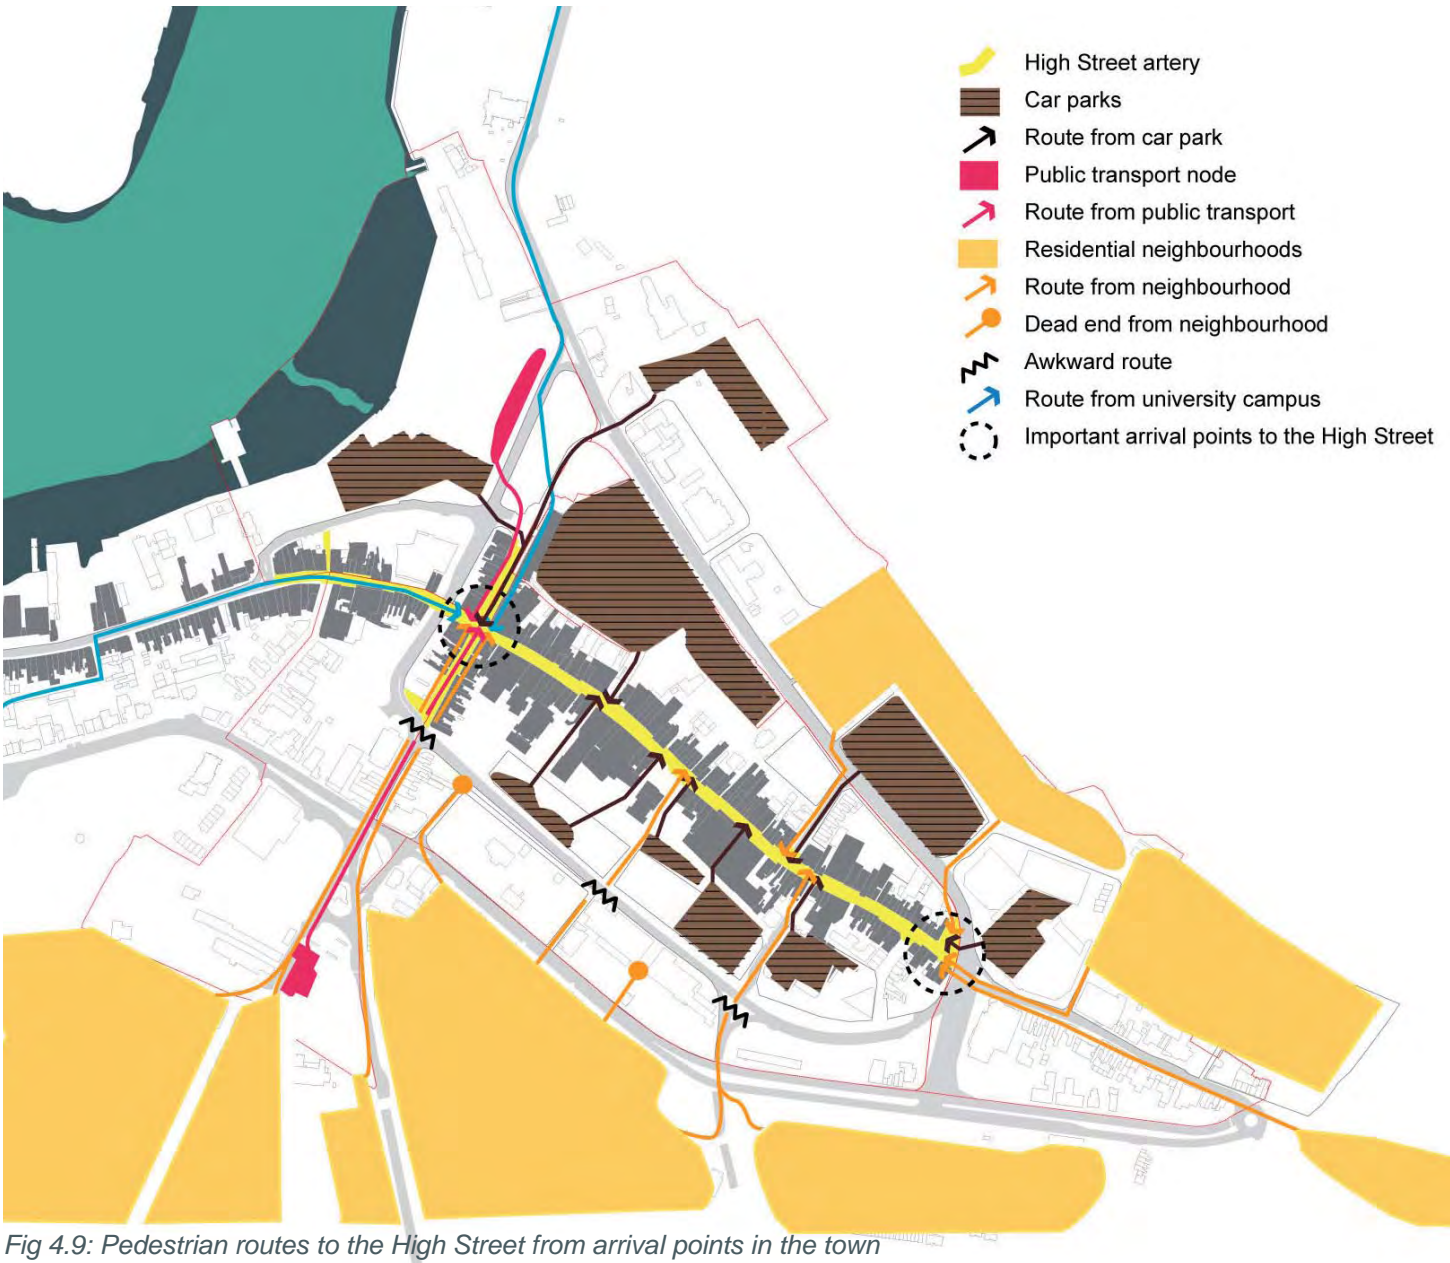 High Street artery
Car parks
Route from car park
Public transport node
Route from public transport
Residential neighbourhoods
Route from neighbourhood
Dead end from neighbourhood
Awkward route
Route from university campus
Important arrival points to the High Street
Fig 4.9: Pedestrian routes to the High Street from arrival points in the town